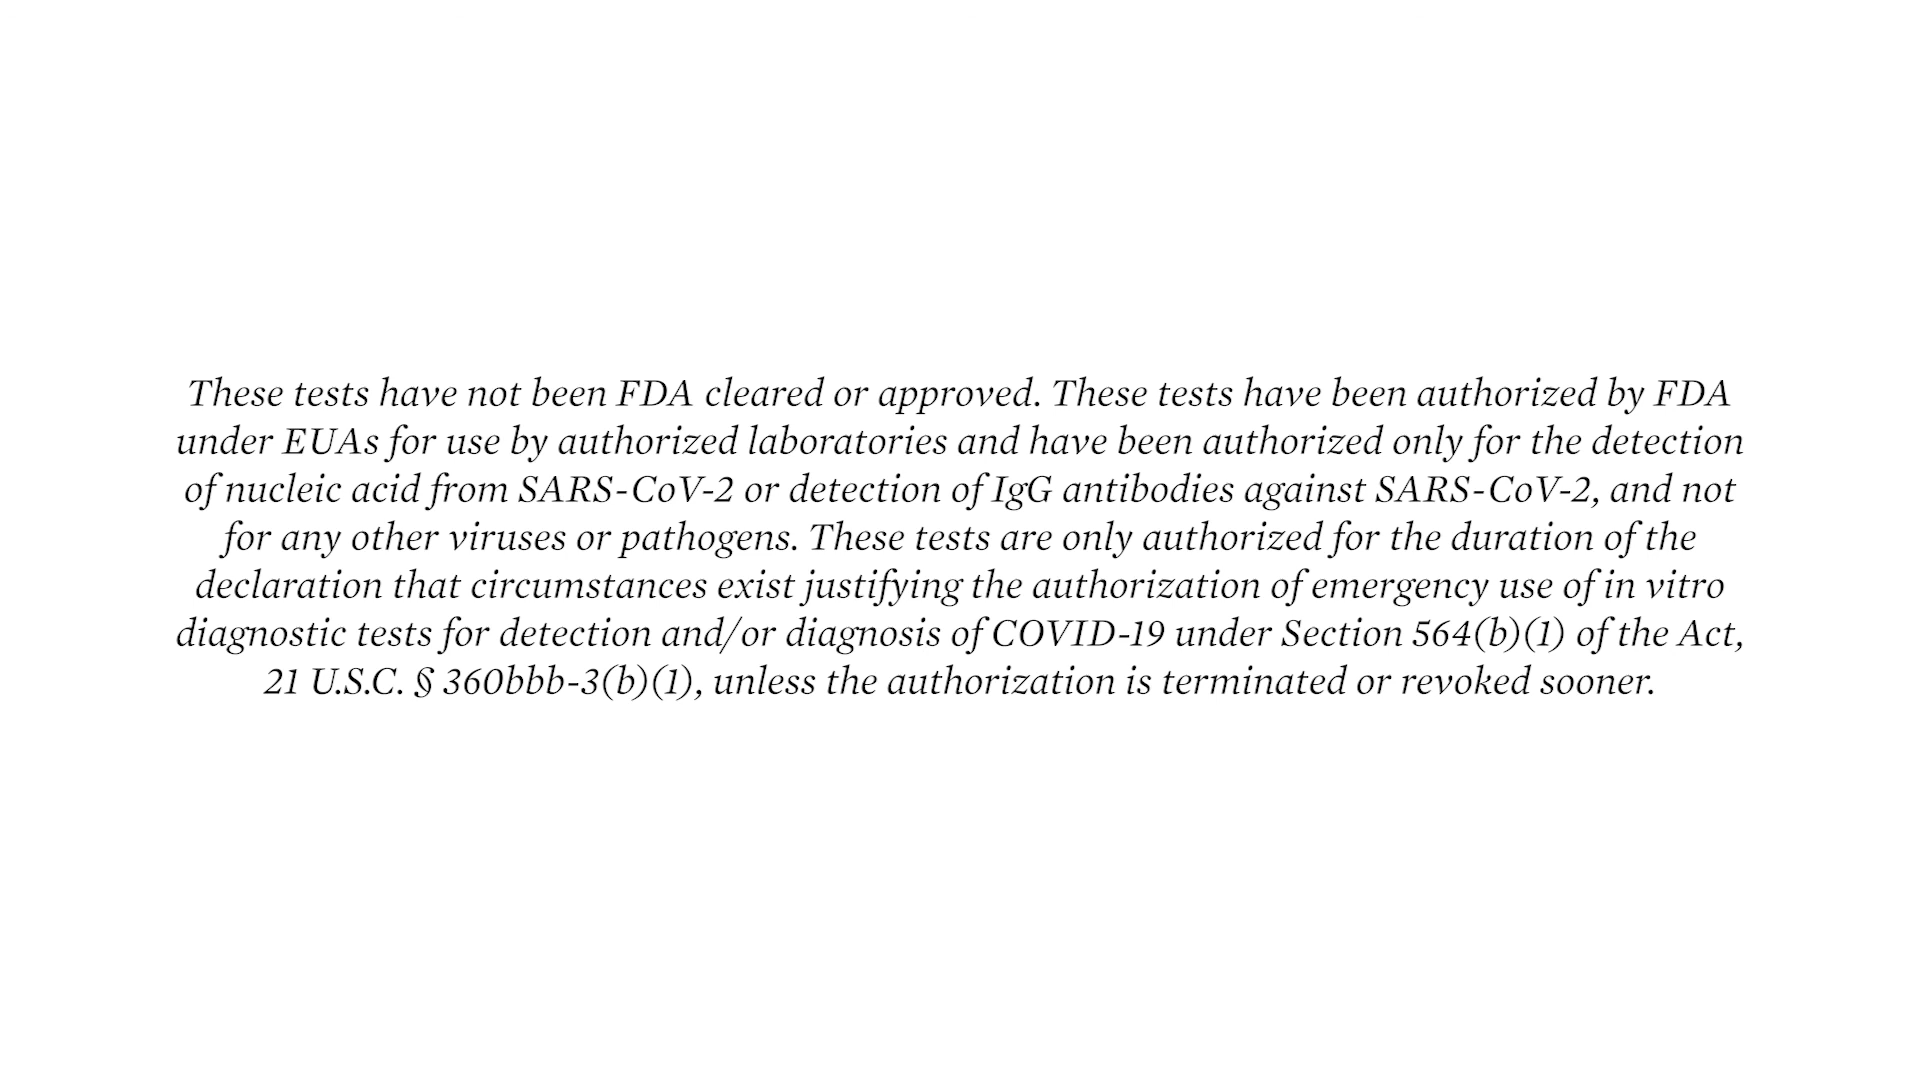 These tests have not been FDA cleared or approved. These tests have been authorized by FDA
under EUAs for use by authorized laboratories and have been authorized only for the detection
of nucleic acid from SARS-CoV-2 or detection of IgG antibodies against SARS-CoV-2, and not
for any other viruses or pathogens. These tests are only authorized for the duration of the
declaration that circumstances exist justifying the authorization of emergency use of in vitro
diagnostic tests for detection and/or diagnosis of COVID-19 under Section 564(b)(1) of the Act,
21 U.S.C. § 360bbb-3(b)(1), unless the authorization is terminated or revoked sooner.